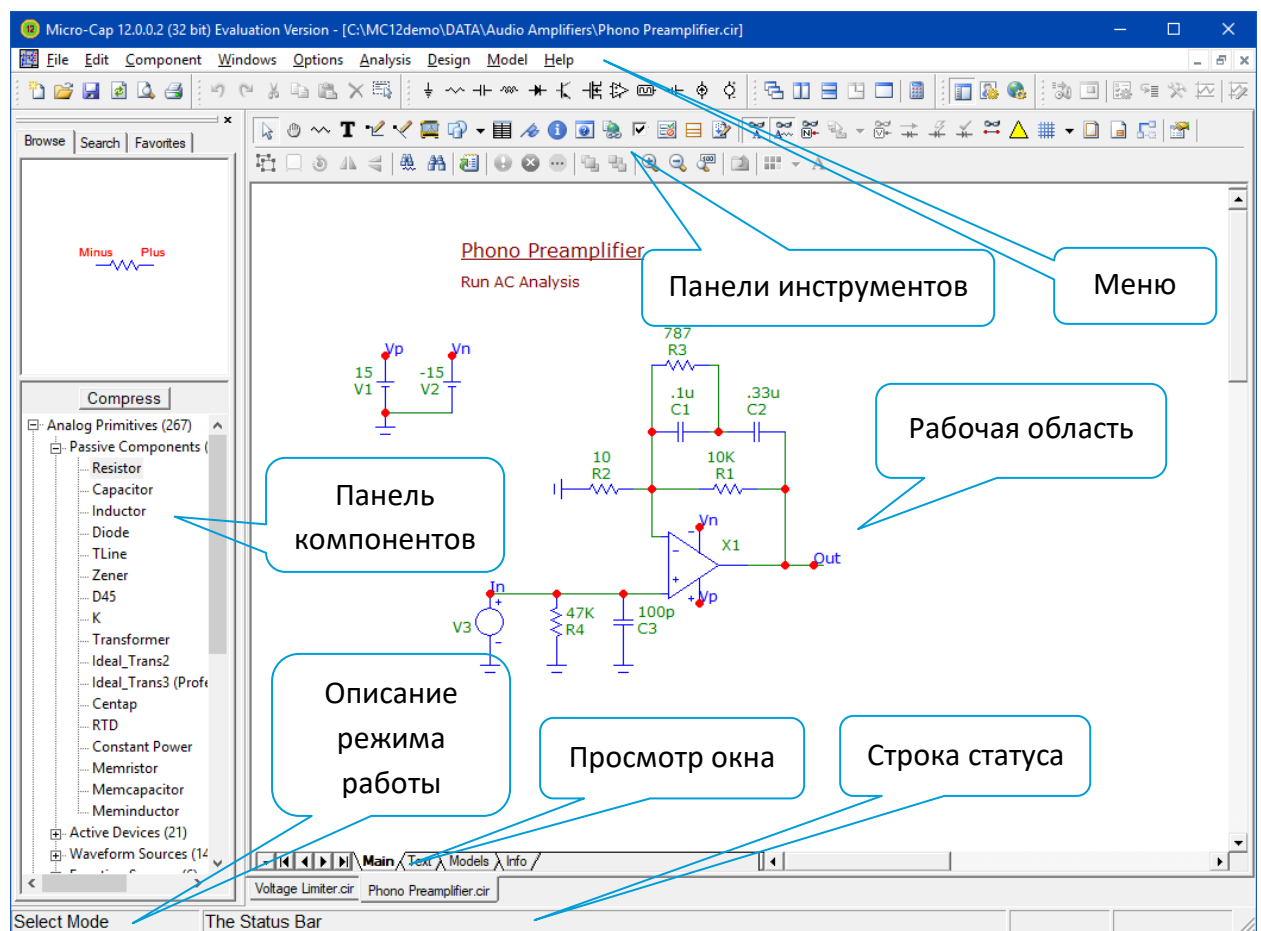 Micro-Cap 12.0.0.2 (32 bit) Evaluation Version - [C:\MC12demo\DATA\Audio Amplifiers\Phono Preamplifier.cir]
File Edit Component Windows Options Analysis Design Model Help
Browse Search Favorites
Minus Plus
Compress
Analog Primitives (267)
Passive Components (
Resistor
Capacitor
Inductor
Diode
TLine
Zener
D45
K
Transformer
Ideal_Trans2
Ideal_Trans3 (Profe
Centap
RTD
Constant Power
Memristor
Memcapacitor
Meminductor
Active Devices (21)
Waveform Sources (14
Phono Preamplifier
Run AC Analysis
Панели инструментов
Меню
Рабочая область
Панель
компонентов
Описание
режима
работы
Просмотр окна
Строка статуса
Vp Vn
15 -15
V1 V2
787
R3
.1u .33u
C1 C2
10 10K
R2 R1
Vn
X1
Out
Vp
In
V3
47K
R4
100p
C3
Main Text Models Info
Voltage Limiter.cir Phono Preamplifier.cir
Select Mode The Status Bar